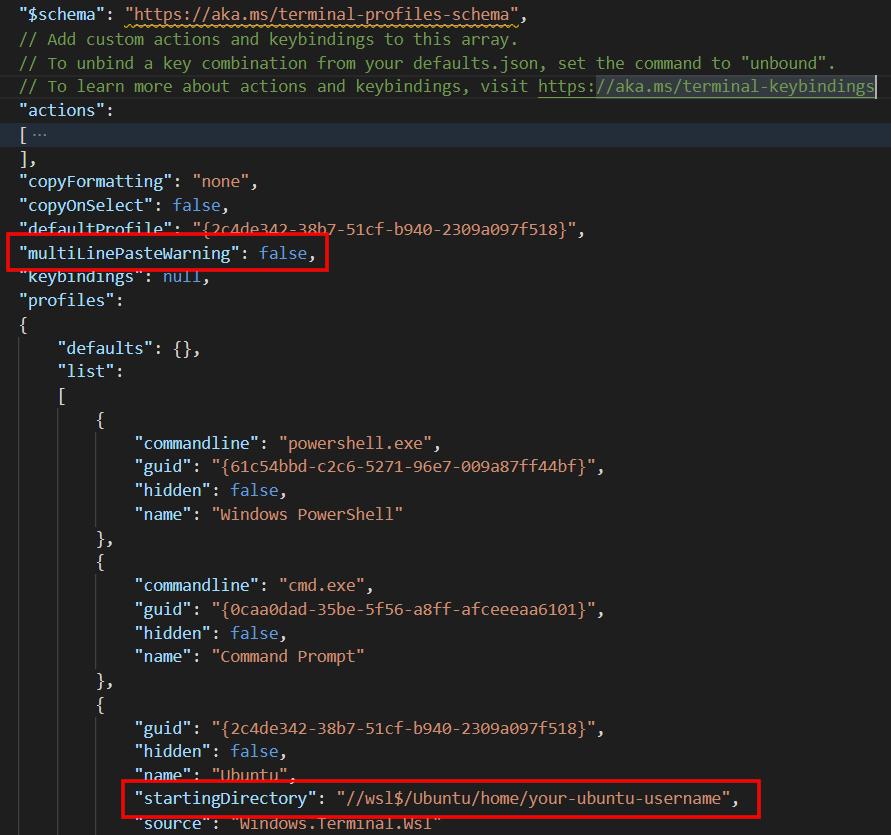 "$schema": "https://aka.ms/terminal-profiles-schema",
// Add custom actions and keybindings to this array.
// To unbind a key combination from your defaults.json, set the command to "unbound".
// To learn more about actions and keybindings, visit https://aka.ms/terminal-keybindings
"actions":
[ ···
],
"copyFormatting": "none",
"copyOnSelect": false,
"defaultProfile": "{2c4de342-38b7-51cf-b940-2309a097f518}",
"multiLinePasteWarning": false,
"keybindings": null,
"profiles":
{
"defaults": {},
"list":
[
{
"commandline": "powershell.exe",
"guid": "{61c54bbd-c2c6-5271-96e7-009a87ff44bf}",
"hidden": false,
"name": "Windows PowerShell"
},
{
"commandline": "cmd.exe",
"guid": "{0caa0dad-35be-5f56-a8ff-afceeeaa6101}",
"hidden": false,
"name": "Command Prompt"
},
{
"guid": "{2c4de342-38b7-51cf-b940-2309a097f518}",
"hidden": false,
"name": "Ubuntu",
"startingDirectory": "//wsl$/Ubuntu/home/your-ubuntu-username",
"source": "Windows.Terminal.Wsl"